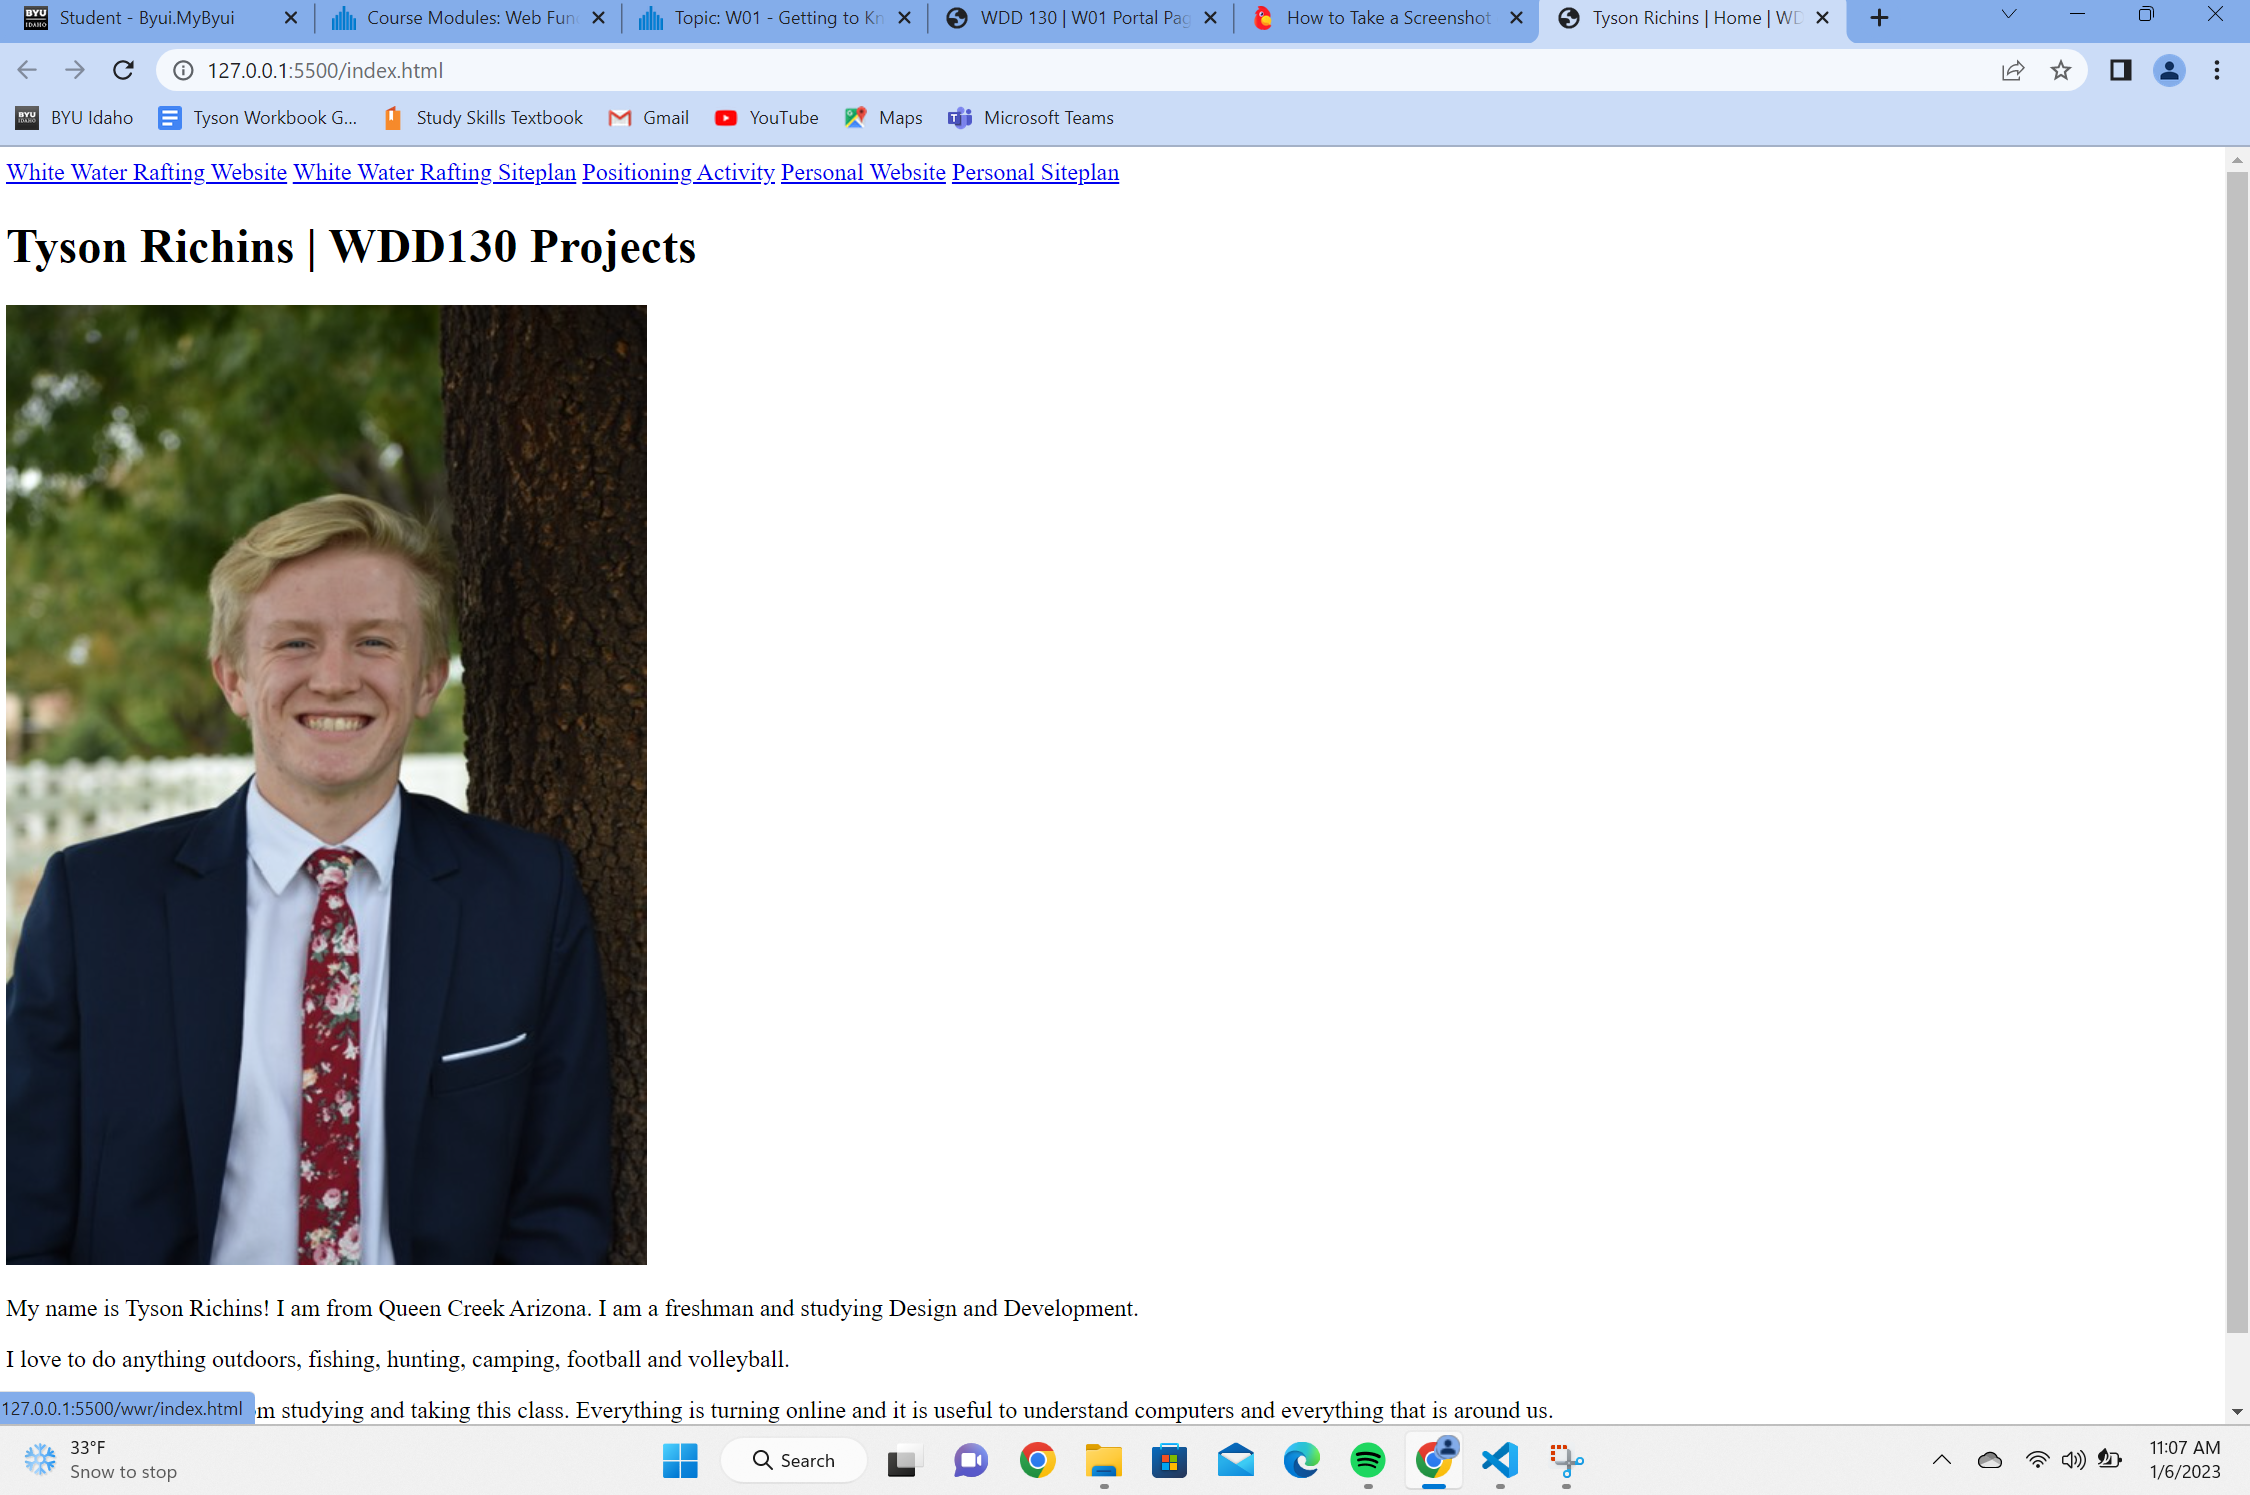 Student - Byui.MyByui
Course Modules: Web Fun
Topic: W01 - Getting to Kn
WDD 130 | W01 Portal Pag
How to Take a Screenshot
Tyson Richins | Home | WD
127.0.0.1:5500/index.html
BYU Idaho
Tyson Workbook G...
Study Skills Textbook
Gmail
YouTube
Maps
Microsoft Teams
White Water Rafting Website White Water Rafting Siteplan Positioning Activity Personal Website Personal Siteplan
Tyson Richins | WDD130 Projects
My name is Tyson Richins! I am from Queen Creek Arizona. I am a freshman and studying Design and Development.
I love to do anything outdoors, fishing, hunting, camping, football and volleyball.
127.0.0.1:5500/wwr/index.html
m studying and taking this class. Everything is turning online and it is useful to understand computers and everything that is around us.
33°F
Snow to stop
Search
11:07 AM
1/6/2023